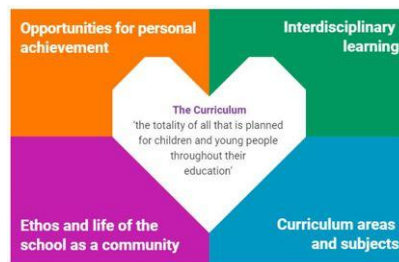 Opportunities for personal
achievement
Interdisciplinary
learning
The Curriculum
'the totality of all that is planned
for children and young people
throughout their
education'
Ethos and life of the
school as a community
Curriculum areas
and subjects